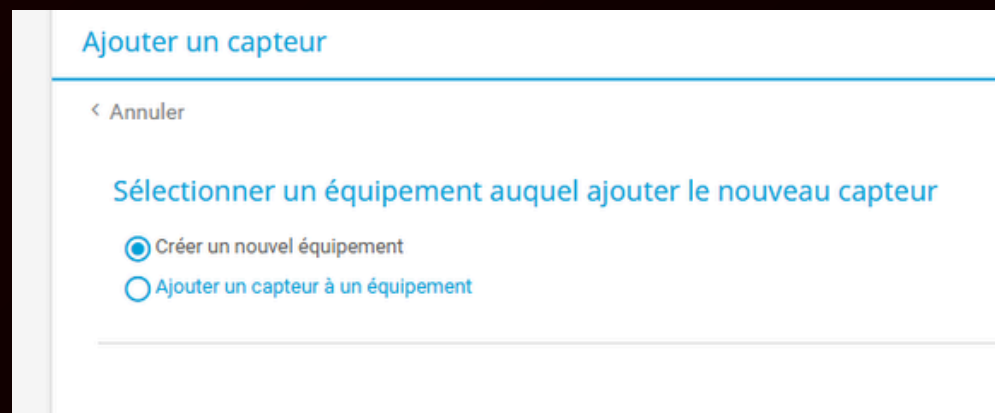 Ajouter un capteur
< Annuler
Sélectionner un équipement auquel ajouter le nouveau capteur
Créer un nouvel équipement
Ajouter un capteur à un équipement